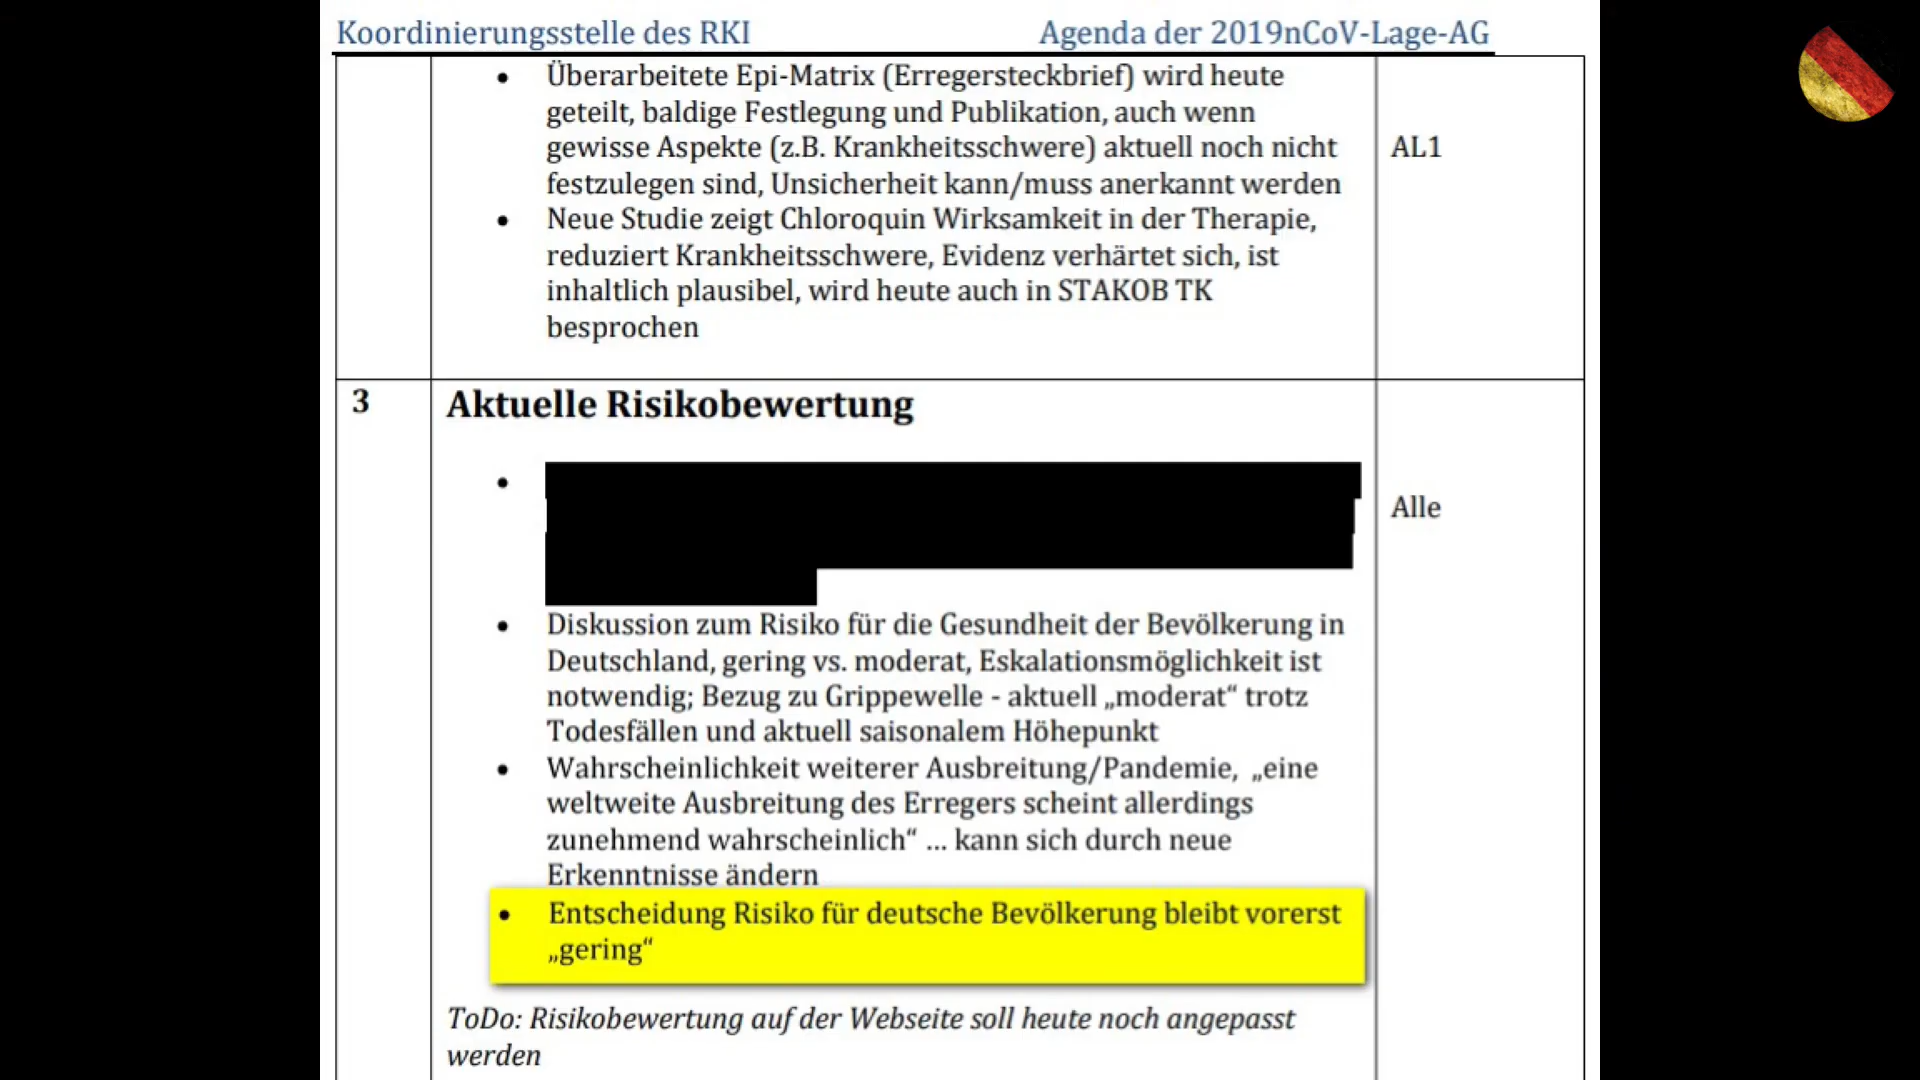 Koordinierungsstelle des RKI Agenda der 2019nCoV-Lage-AG
• Überarbeitete Epi-Matrix (Erregersteckbrief) wird heute
geteilt, baldige Festlegung und Publikation, auch wenn
gewisse Aspekte (z.B. Krankheitsschwere) aktuell noch nicht
festzulegen sind, Unsicherheit kann/muss anerkannt werden
AL1
• Neue Studie zeigt Chloroquin Wirksamkeit in der Therapie,
reduziert Krankheitsschwere, Evidenz verhärtet sich, ist
inhaltlich plausibel, wird heute auch in STAKOB TK
besprochen
3 Aktuelle Risikobewertung
Alle
• Diskussion zum Risiko für die Gesundheit der Bevölkerung in
Deutschland, gering vs. moderat, Eskalationsmöglichkeit ist
notwendig; Bezug zu Grippewelle - aktuell „moderat“ trotz
Todesfällen und aktuell saisonalem Höhepunkt
• Wahrscheinlichkeit weiterer Ausbreitung/Pandemie, „eine
weltweite Ausbreitung des Erregers scheint allerdings
zunehmend wahrscheinlich“ ... kann sich durch neue
Erkenntnisse ändern
• Entscheidung Risiko für deutsche Bevölkerung bleibt vorerst
„gering“
ToDo: Risikobewertung auf der Webseite soll heute noch angepasst
werden